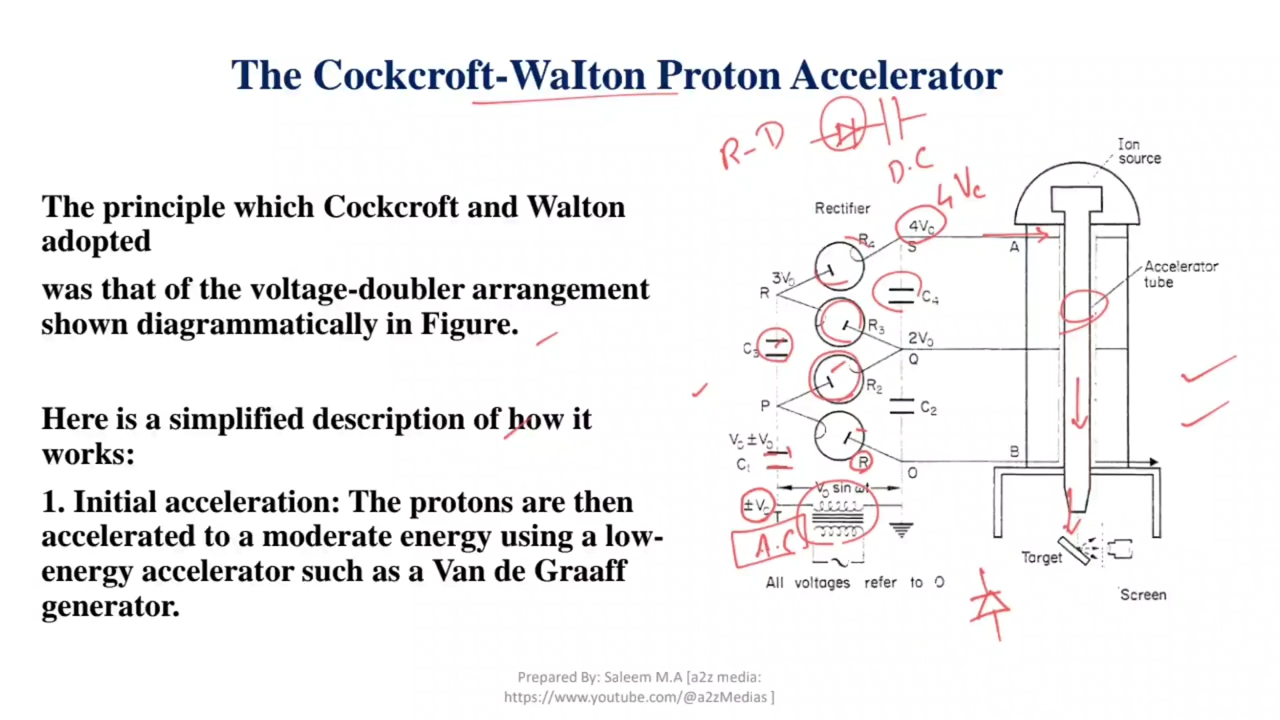 The Cockcroft-WaIton Proton Accelerator
The principle which Cockcroft and Walton
adopted
was that of the voltage-doubler arrangement
shown diagrammatically in Figure.
Here is a simplified description of how it
works:
1. Initial acceleration: The protons are then
accelerated to a moderate energy using a low-
energy accelerator such as a Van de Graaff
generator.
R-D
D.C
4Vc
Ion
source
Rectifier
4V₀
R₄
S
A
3V₀
R
C₄
Accelerator
tube
R₃
C₃
2V₀
Q
R₂
P
C₂
V₀ ± V₀
C₁
R
B
O
V₀ sin ωt
±V₀
T
A.C
Target
All voltages refer to O
Screen
Prepared By: Saleem M.A [a2z media:
https://www.youtube.com/@a2zMedias ]